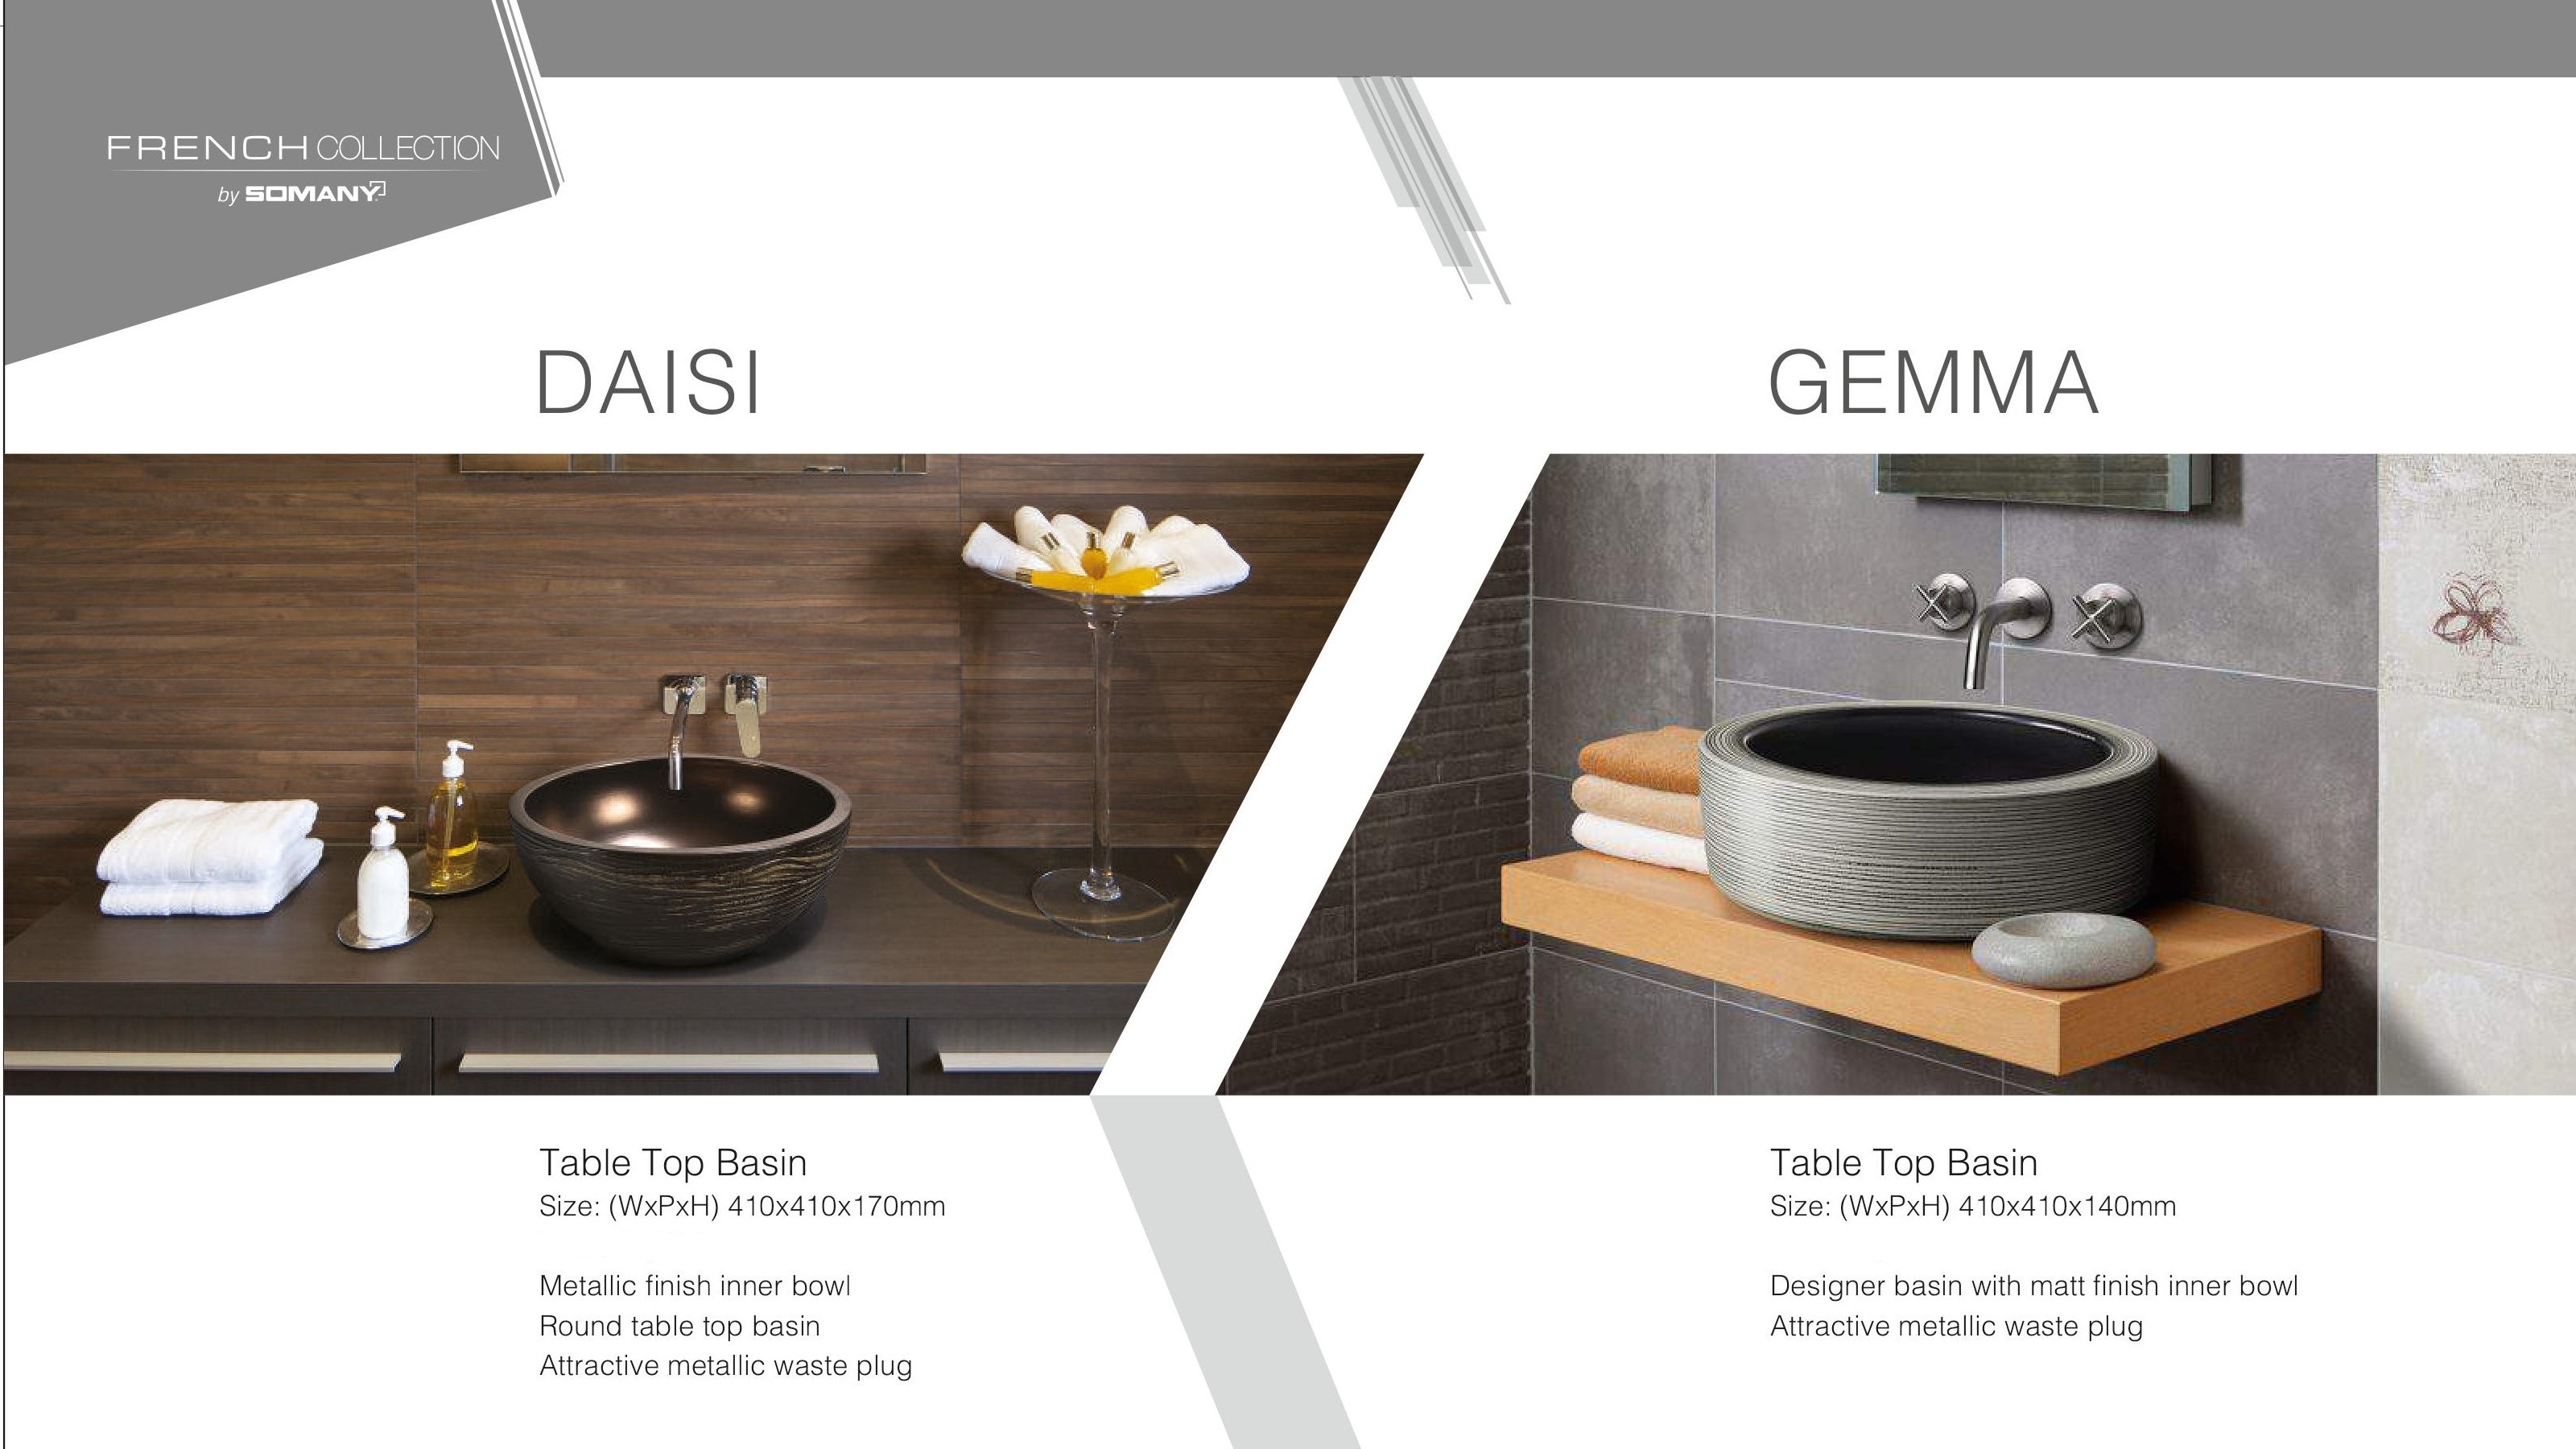 FRENCH COLLECTION
by SOMANY
DAISI
Table Top Basin
Size: (WxPxH) 410x410x170mm
Metallic finish inner bowl
Round table top basin
Attractive metallic waste plug
GEMMA
Table Top Basin
Size: (WxPxH) 410x410x140mm
Designer basin with matt finish inner bowl
Attractive metallic waste plug